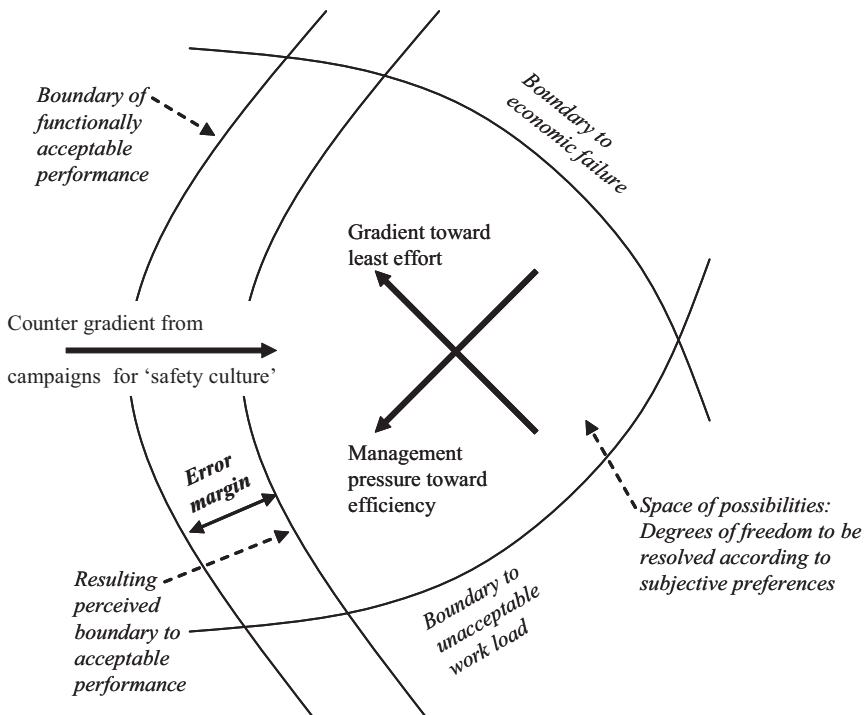 Boundary of
functionally
acceptable
performance
Boundary to
economic failure
Gradient toward
least effort
Counter gradient from
campaigns for ‘safety culture’
Management
pressure toward
efficiency
Error
margin
Space of possibilities:
Degrees of freedom to be
resolved according to
subjective preferences
Resulting
perceived
boundary to
acceptable
performance
Boundary to
unacceptable
work load